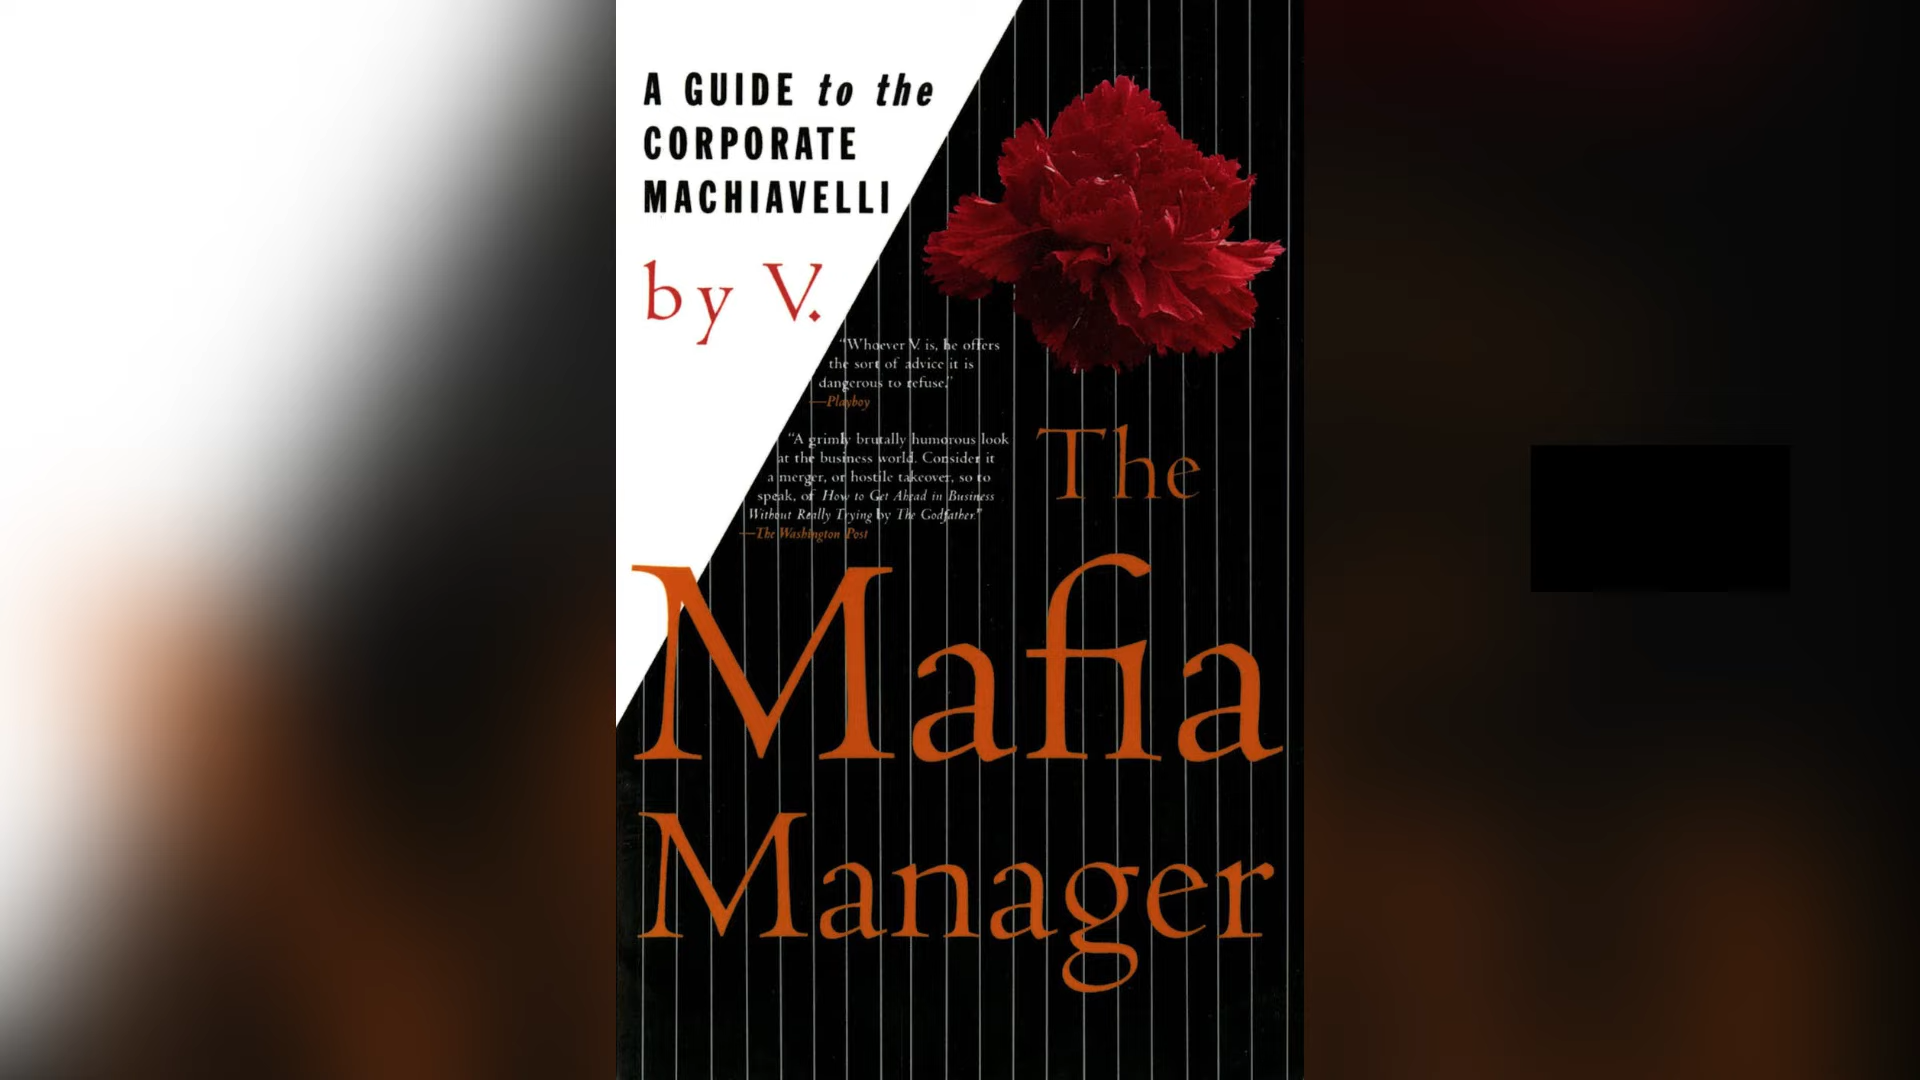 A GUIDE to the
CORPORATE
MACHIAVELLI
by V.
"Whoever V. is, he offers
the sort of advice it is
dangerous to refuse."
—Playboy
"A grimly brutally humorous look
at the business world. Consider it
a merger, or hostile takeover, so to
speak, of How to Get Ahead in Business
Without Really Trying by The Godfather."
—The Washington Post
The
Mafia
Manager